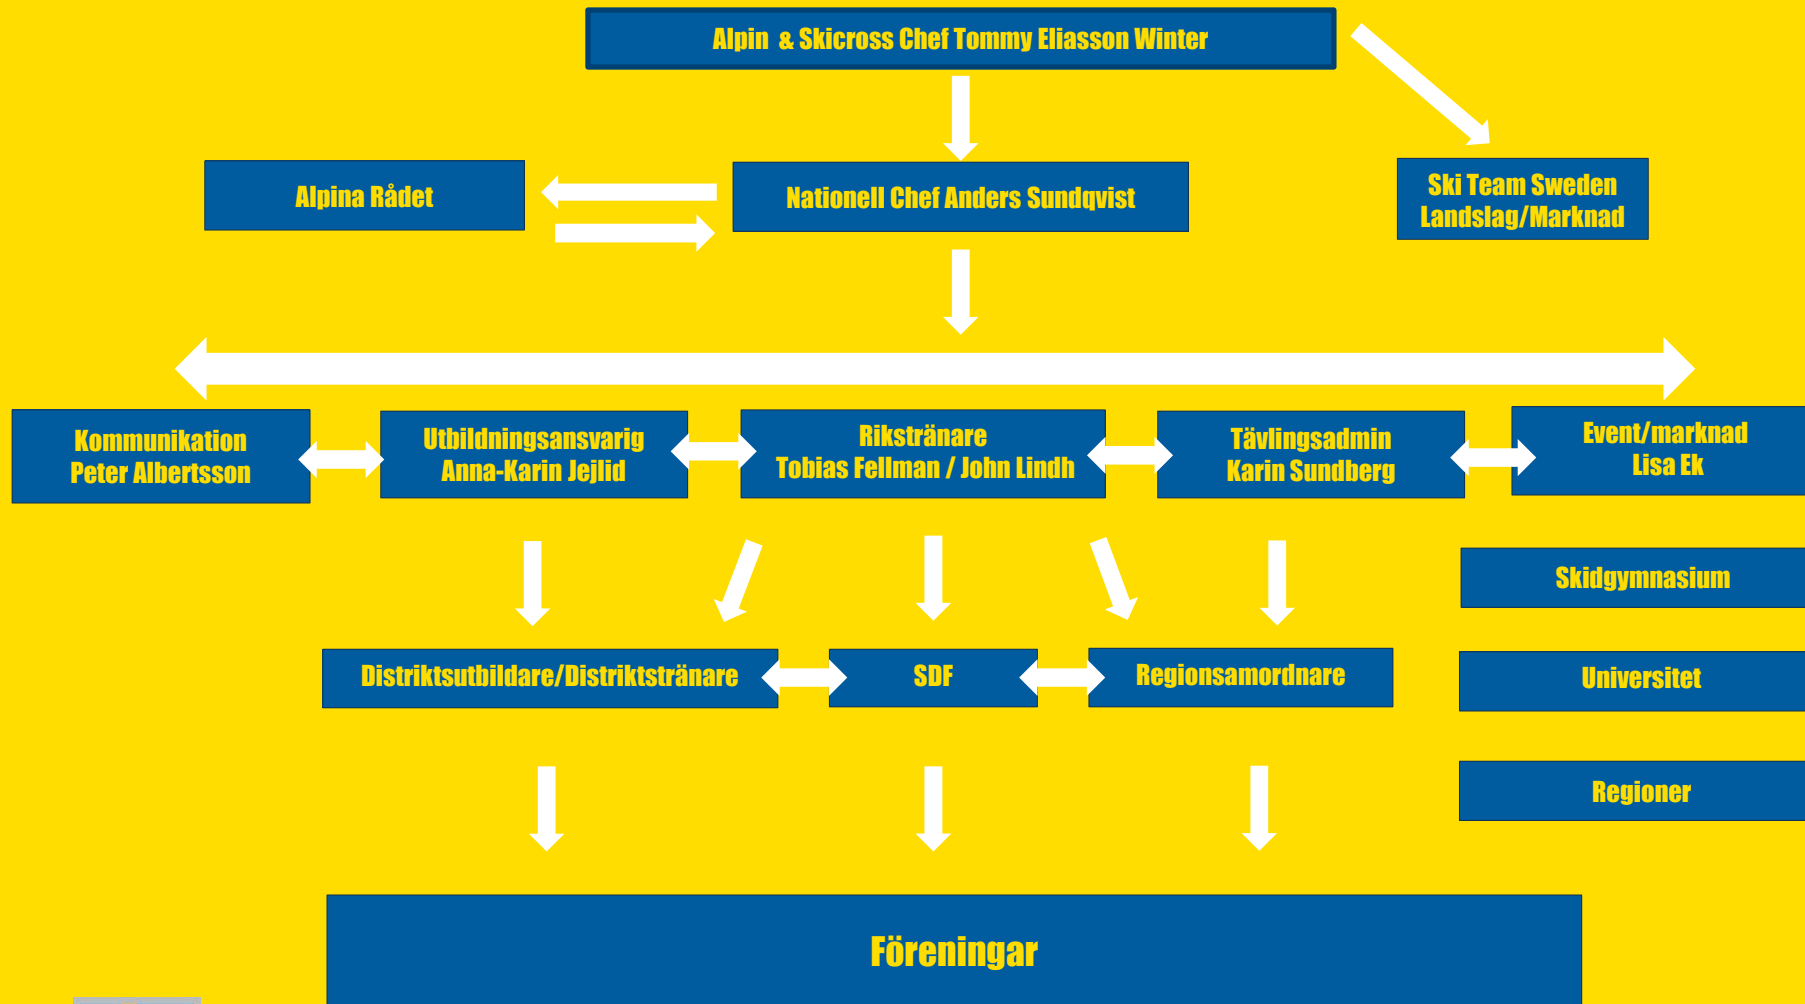 Alpin & Skicross Chef Tommy Eliasson Winter
Alpina Rådet
Nationell Chef Anders Sundqvist
Ski Team Sweden
Landslag/Marknad
Kommunikation
Peter Albertsson
Utbildningsansvarig
Anna-Karin Jejlid
Rikstränare
Tobias Fellman / John Lindh
Tävlingsadmin
Karin Sundberg
Event/marknad
Lisa Ek
Skidgymnasium
Distriktsutbildare/Distriktstränare
SDF
Regionsamordnare
Universitet
Regioner
Föreningar